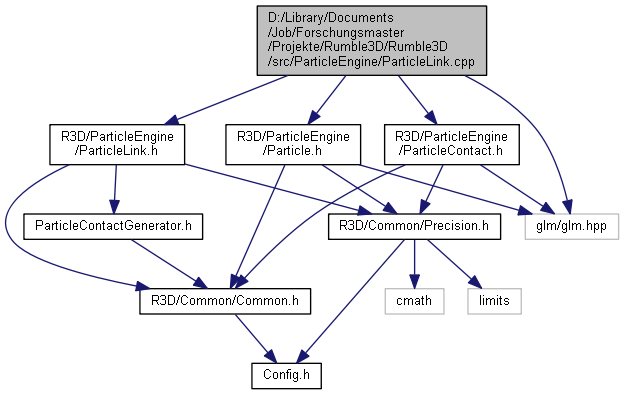 D:/Library/Documents
/Job/Forschungsmaster
/Projekte/Rumble3D/Rumble3D
/src/ParticleEngine/ParticleLink.cpp
R3D/ParticleEngine
/ParticleLink.h
R3D/ParticleEngine
/Particle.h
R3D/ParticleEngine
/ParticleContact.h
ParticleContactGenerator.h
R3D/Common/Precision.h
glm/glm.hpp
R3D/Common/Common.h
cmath
limits
Config.h